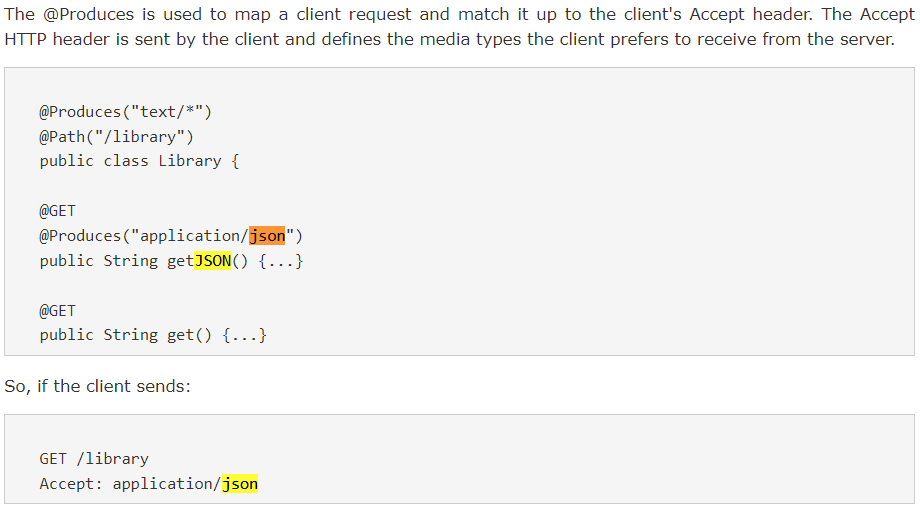 The @Produces is used to map a client request and match it up to the client's Accept header. The Accept
HTTP header is sent by the client and defines the media types the client prefers to receive from the server.
@Produces("text/*")
@Path("/library")
public class Library {
@GET
@Produces("application/json")
public String getJSON() {...}
@GET
public String get() {...}
So, if the client sends:
GET /library
Accept: application/json